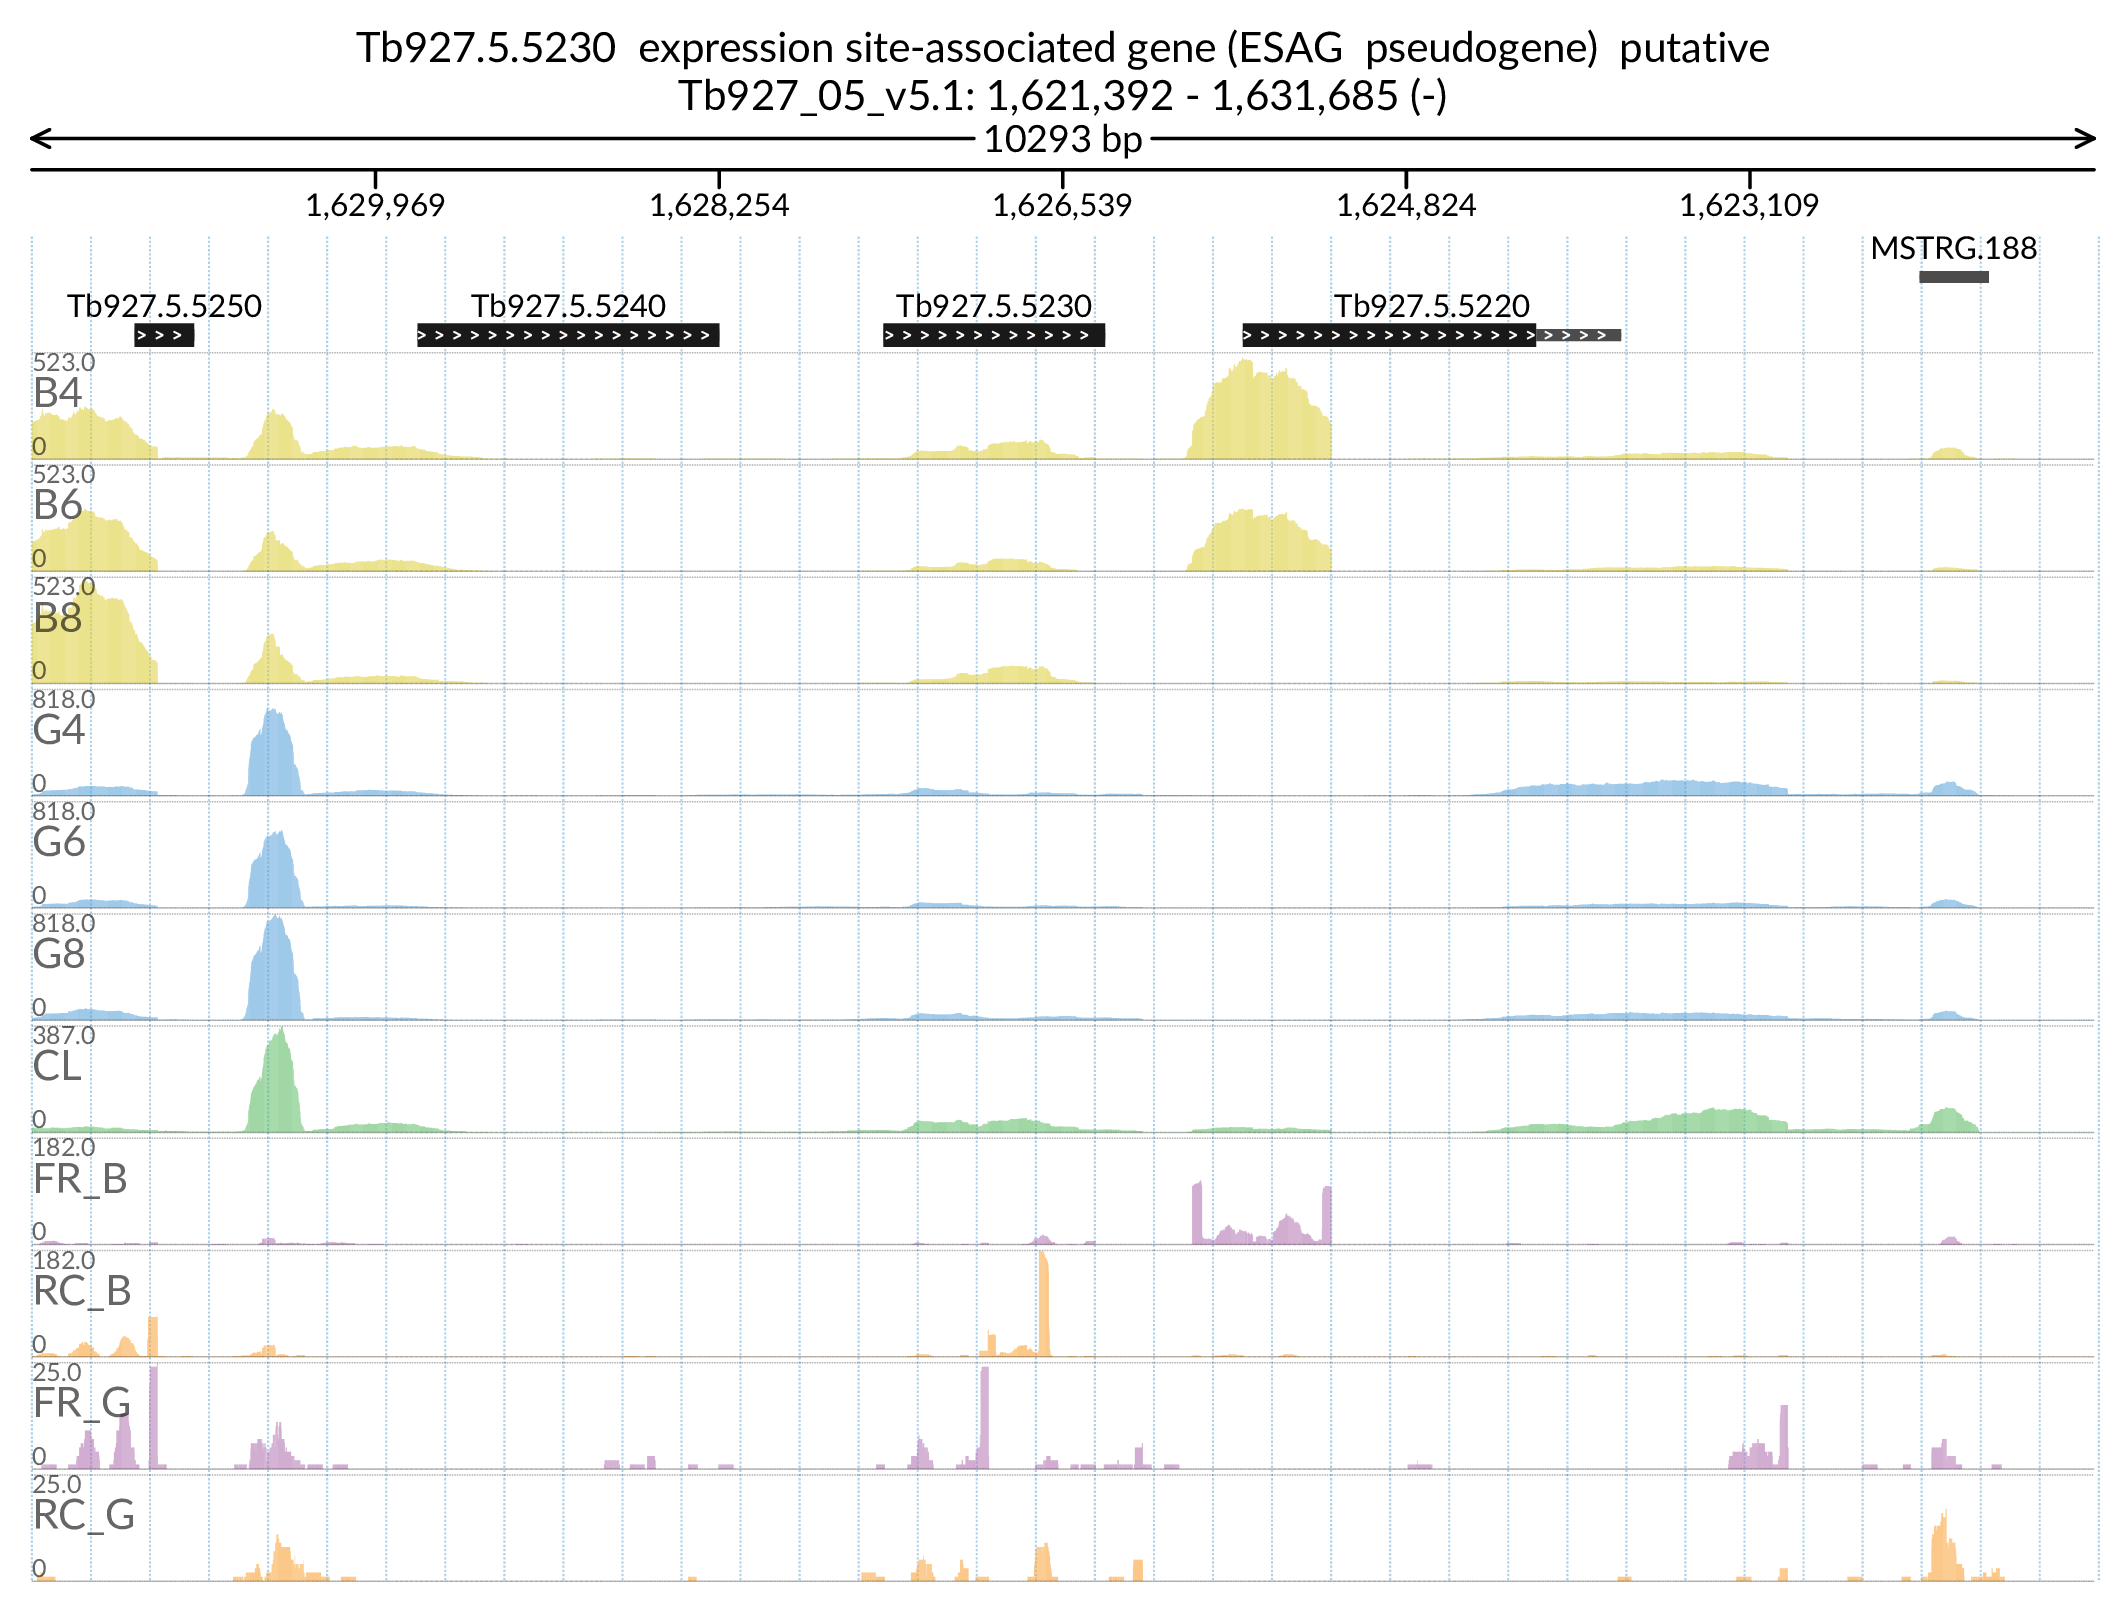 Tb927.5.5230  expression site-associated gene (ESAG  pseudogene)  putative
Tb927_05_v5.1: 1,621,392 - 1,631,685 (-)
10293 bp
1,629,969 1,628,254 1,626,539 1,624,824 1,623,109
MSTRG.188
Tb927.5.5250 Tb927.5.5240 Tb927.5.5230 Tb927.5.5220
523.0
B4
0
523.0
B6
0
523.0
B8
0
818.0
G4
0
818.0
G6
0
818.0
G8
0
387.0
CL
0
182.0
FR_B
0
182.0
RC_B
0
25.0
FR_G
0
25.0
RC_G
0